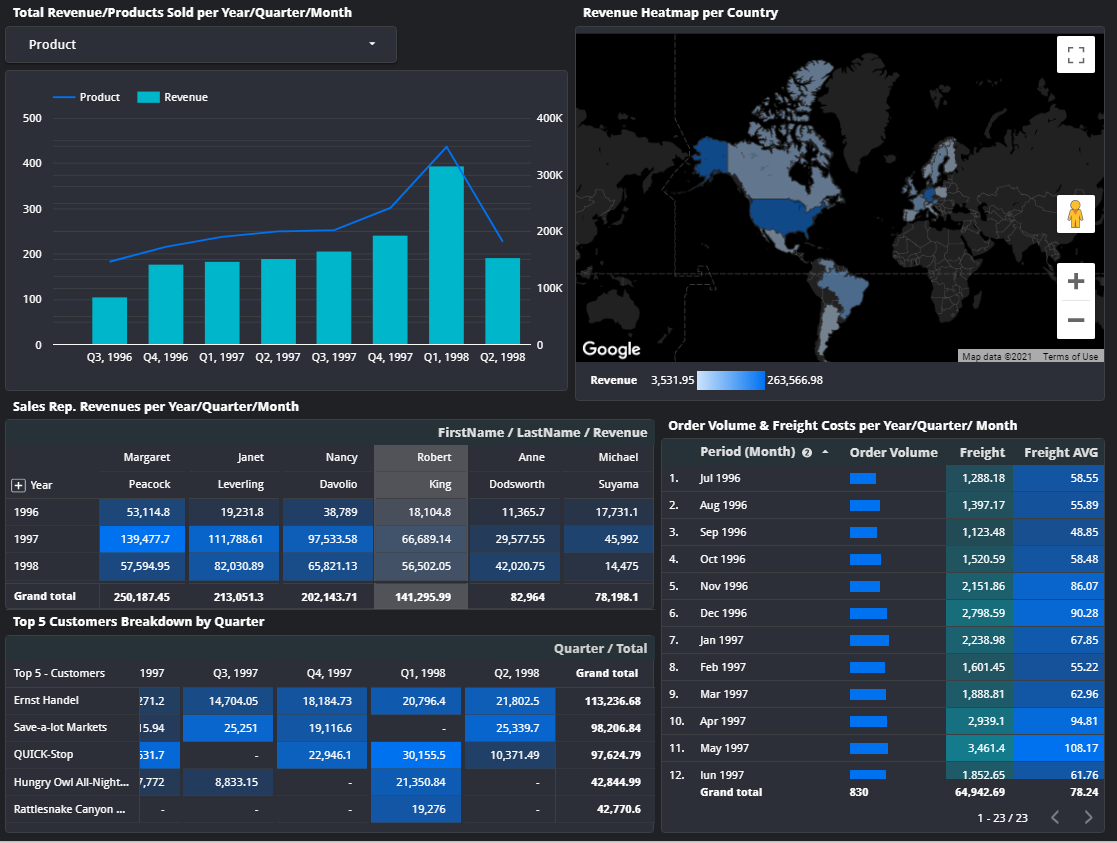 Total Revenue/Products Sold per Year/Quarter/Month
Product
Product Revenue
500 400K
400
300K
300
200K
200
100K
100
0 0
Q3, 1996 Q4, 1996 Q1, 1997 Q2, 1997 Q3, 1997 Q4, 1997 Q1, 1998 Q2, 1998
Revenue Heatmap per Country
Google
Map data ©2021 Terms of Use
Revenue 3,531.95 263,566.98
Sales Rep. Revenues per Year/Quarter/Month
FirstName / LastName / Revenue
Margaret Janet Nancy Robert Anne Michael
Year Peacock Leverling Davolio King Dodsworth Suyama
1996 53,114.8 19,231.8 38,789 18,104.8 11,365.7 17,731.1
1997 139,477.7 111,788.61 97,533.58 66,689.14 29,577.55 45,992
1998 57,594.95 82,030.89 65,821.13 56,502.05 42,020.75 14,475
Grand total 250,187.45 213,051.3 202,143.71 141,295.99 82,964 78,198.1
Top 5 Customers Breakdown by Quarter
Quarter / Total
Top 5 - Customers 1997 Q3, 1997 Q4, 1997 Q1, 1998 Q2, 1998 Grand total
Ernst Handel 271.2 14,704.05 18,184.73 20,796.4 21,802.5 113,236.68
Save-a-lot Markets 15.94 25,251 19,116.6 - 25,339.7 98,206.84
QUICK-Stop 531.7 - 22,946.1 30,155.5 10,371.49 97,624.79
Hungry Owl All-Night... 7,772 8,833.15 - 21,350.84 - 42,844.99
Rattlesnake Canyon ... - - - 19,276 - 42,770.6
Order Volume & Freight Costs per Year/Quarter/ Month
Period (Month) ? Order Volume Freight Freight AVG
1. Jul 1996 1,288.18 58.55
2. Aug 1996 1,397.17 55.89
3. Sep 1996 1,123.48 48.85
4. Oct 1996 1,520.59 58.48
5. Nov 1996 2,151.86 86.07
6. Dec 1996 2,798.59 90.28
7. Jan 1997 2,238.98 67.85
8. Feb 1997 1,601.45 55.22
9. Mar 1997 1,888.81 62.96
10. Apr 1997 2,939.1 94.81
11. May 1997 3,461.4 108.17
12. Jun 1997 1,852.65 61.76
Grand total 830 64,942.69 78.24
1 - 23 / 23